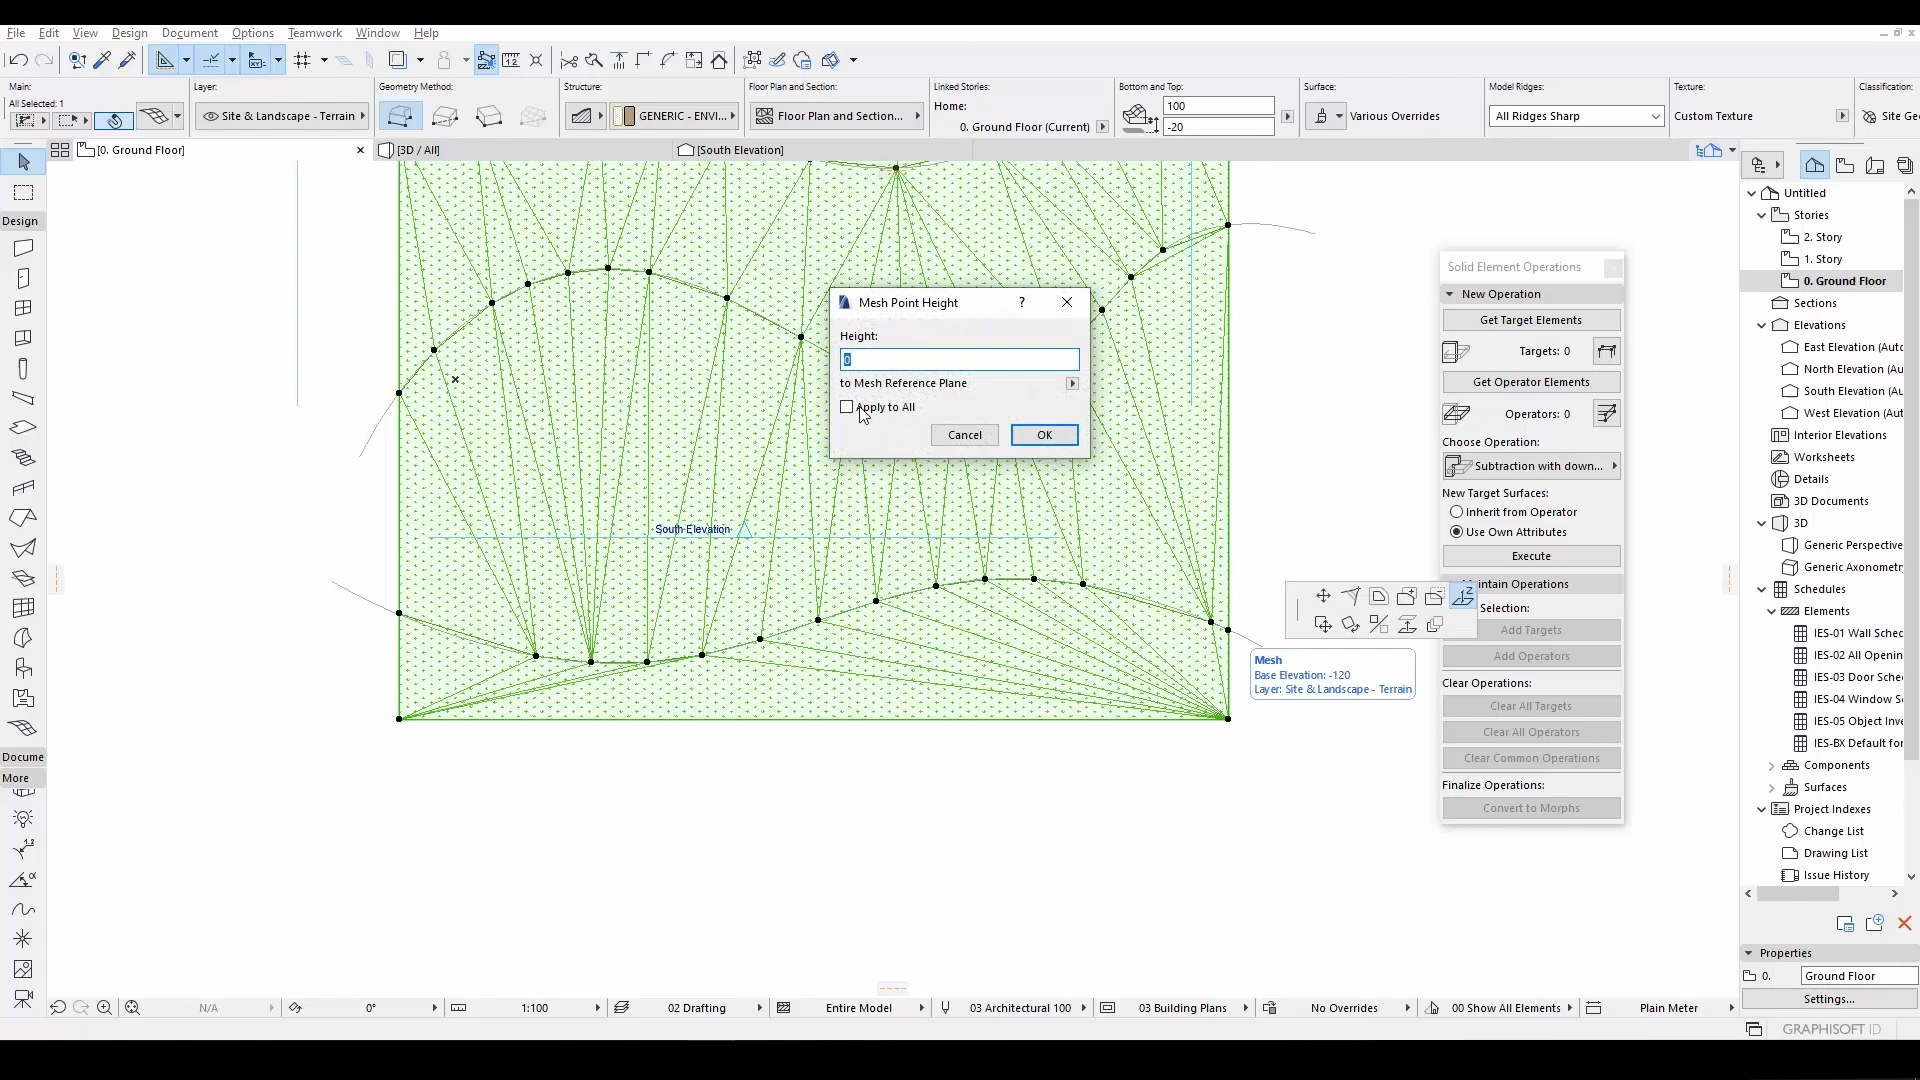 File Edit View Design Document Options Teamwork Window Help
Main:
All Selected: 1
Layer:
Site & Landscape - Terrain
Geometry Method:
Structure:
GENERIC - ENVI...
Floor Plan and Section:
Floor Plan and Section...
Linked Stories:
Home:
0. Ground Floor (Current)
Bottom and Top:
100
-20
Surface:
Various Overrides
Model Ridges:
All Ridges Sharp
Texture:
Custom Texture
Classification:
Site Ge
[0. Ground Floor]
[3D / All]
[South Elevation]
Design
Docume
More
South Elevation
Mesh Point Height
?
Height:
0
to Mesh Reference Plane
Apply to All
Cancel
OK
Mesh
Base Elevation: -120
Layer: Site & Landscape - Terrain
Solid Element Operations
New Operation
Get Target Elements
Targets: 0
Get Operator Elements
Operators: 0
Choose Operation:
Subtraction with down...
New Target Surfaces:
Inherit from Operator
Use Own Attributes
Execute
intain Operations
Selection:
Add Targets
Add Operators
Clear Operations:
Clear All Targets
Clear All Operators
Clear Common Operations
Finalize Operations:
Convert to Morphs
Untitled
Stories
2. Story
1. Story
0. Ground Floor
Sections
Elevations
East Elevation (Auto
North Elevation (Au
South Elevation (Aut
West Elevation (Aut
Interior Elevations
Worksheets
Details
3D Documents
3D
Generic Perspective
Generic Axonometr
Schedules
Elements
IES-01 Wall Sched
IES-02 All Openin
IES-03 Door Sche
IES-04 Window S
IES-05 Object Inve
IES-BX Default for
Components
Surfaces
Project Indexes
Change List
Drawing List
Issue History
Properties
0.
Ground Floor
Settings...
N/A
0°
1:100
02 Drafting
Entire Model
03 Architectural 100
03 Building Plans
No Overrides
00 Show All Elements
Plain Meter
GRAPHISOFT ID